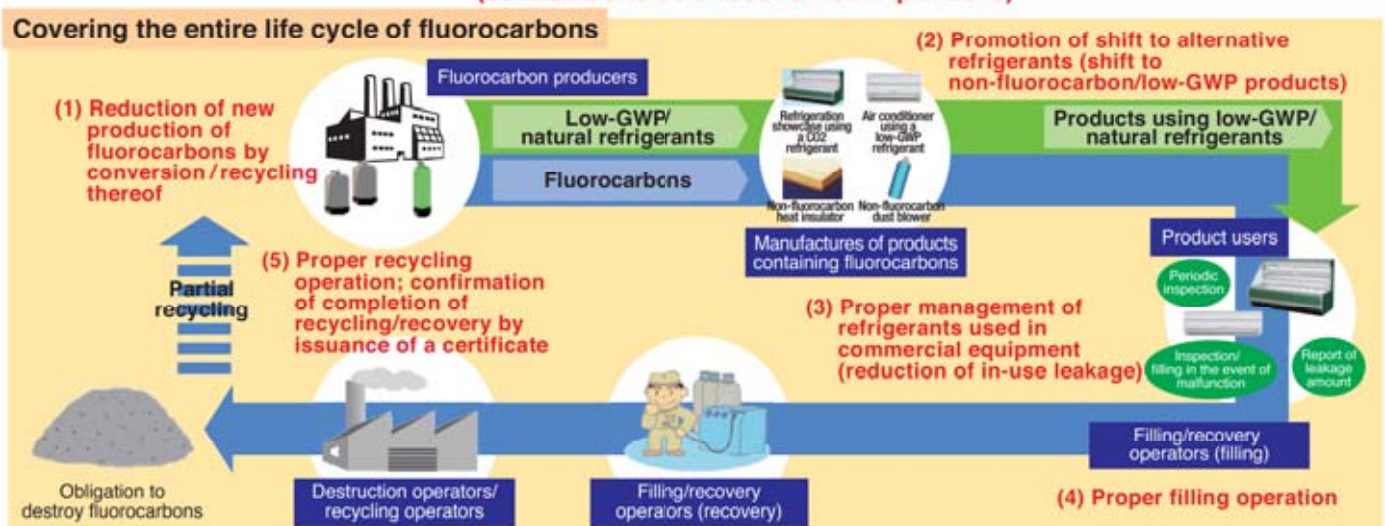 Covering the entire life cycle of fluorocarbons
(1) Reduction of new
production of
fluorocarbons by
conversion/recycling
thereof
Fluorocarbon producers
Low-GWP/
natural refrigerants
Fluorocarbons
Refrigeration
showcase using
a CO2
refrigerant
Air conditioner
using a
low-GWP
refrigerant
Non-fluorocarbon
heat insulator
Non-fluorocarbon
dust blower
Manufactures of products
containing fluorocarbons
(2) Promotion of shift to alternative
refrigerants (shift to
non-fluorocarbon/low-GWP products)
Products using low-GWP/
natural refrigerants
Product users
Periodic
inspection
Inspection/
filling in the event of
malfunction
Report of
leakage
amount
(3) Proper management of
refrigerants used in
commercial equipment
(reduction of in-use leakage)
Filling/recovery
operators (filling)
(4) Proper filling operation
Filling/recovery
operators (recovery)
(5) Proper recycling
operation; confirmation
of completion of
recycling/recovery by
issuance of a certificate
Destruction operators/
recycling operators
Partial
recycling
Obligation to
destroy fluorocarbons